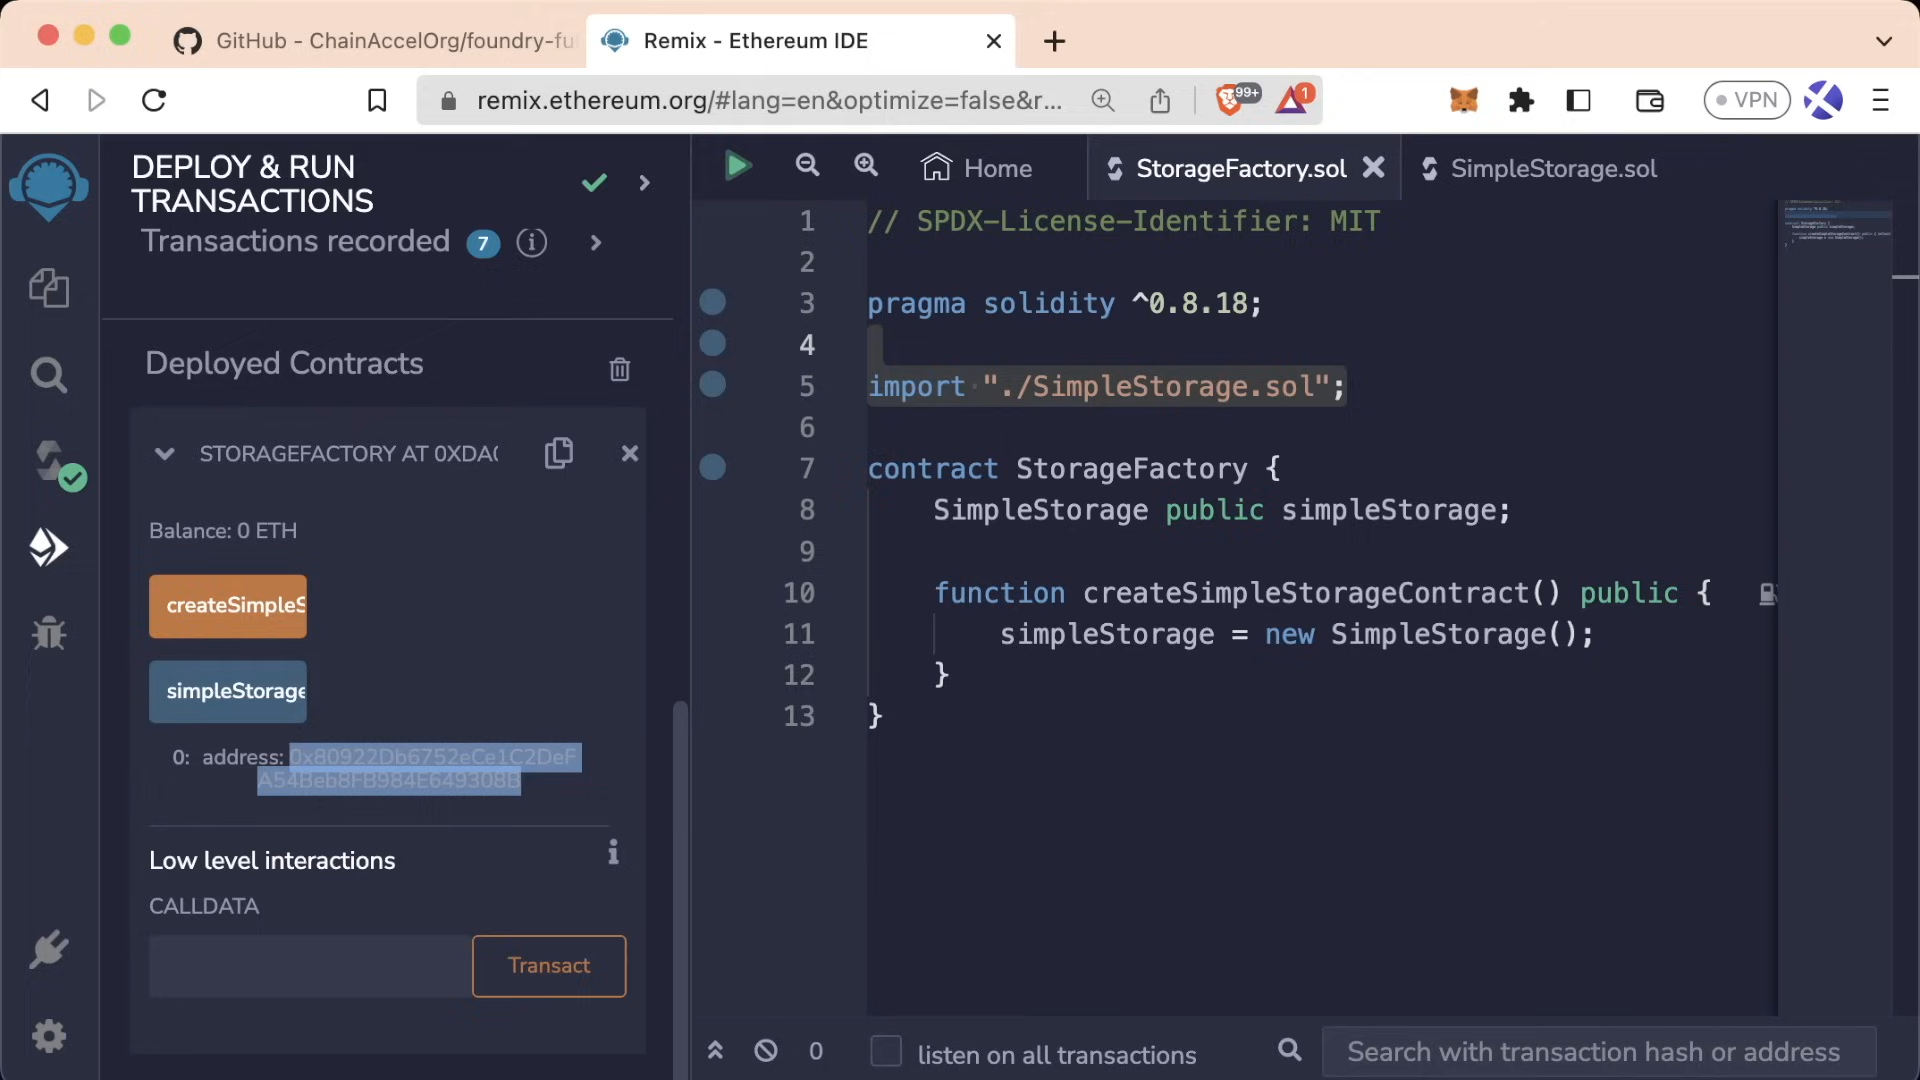 GitHub - ChainAccelOrg/foundry-fu
Remix - Ethereum IDE
remix.ethereum.org/#lang=en&optimize=false&r...
99+
1
VPN
DEPLOY & RUN
TRANSACTIONS
Transactions recorded 7
Deployed Contracts
STORAGEFACTORY AT 0XDA
Balance: 0 ETH
createSimpleS
simpleStorage
0: address: 0x80922Db6752eCe1C2DeF
A54Beb8FB984E649308B
Low level interactions
CALLDATA
Transact
Home
StorageFactory.sol
SimpleStorage.sol
1 // SPDX-License-Identifier: MIT
2
3 pragma solidity ^0.8.18;
4
5 import "./SimpleStorage.sol";
6
7 contract StorageFactory {
8 SimpleStorage public simpleStorage;
9
10 function createSimpleStorageContract() public {
11 simpleStorage = new SimpleStorage();
12 }
13 }
0
listen on all transactions
Search with transaction hash or address